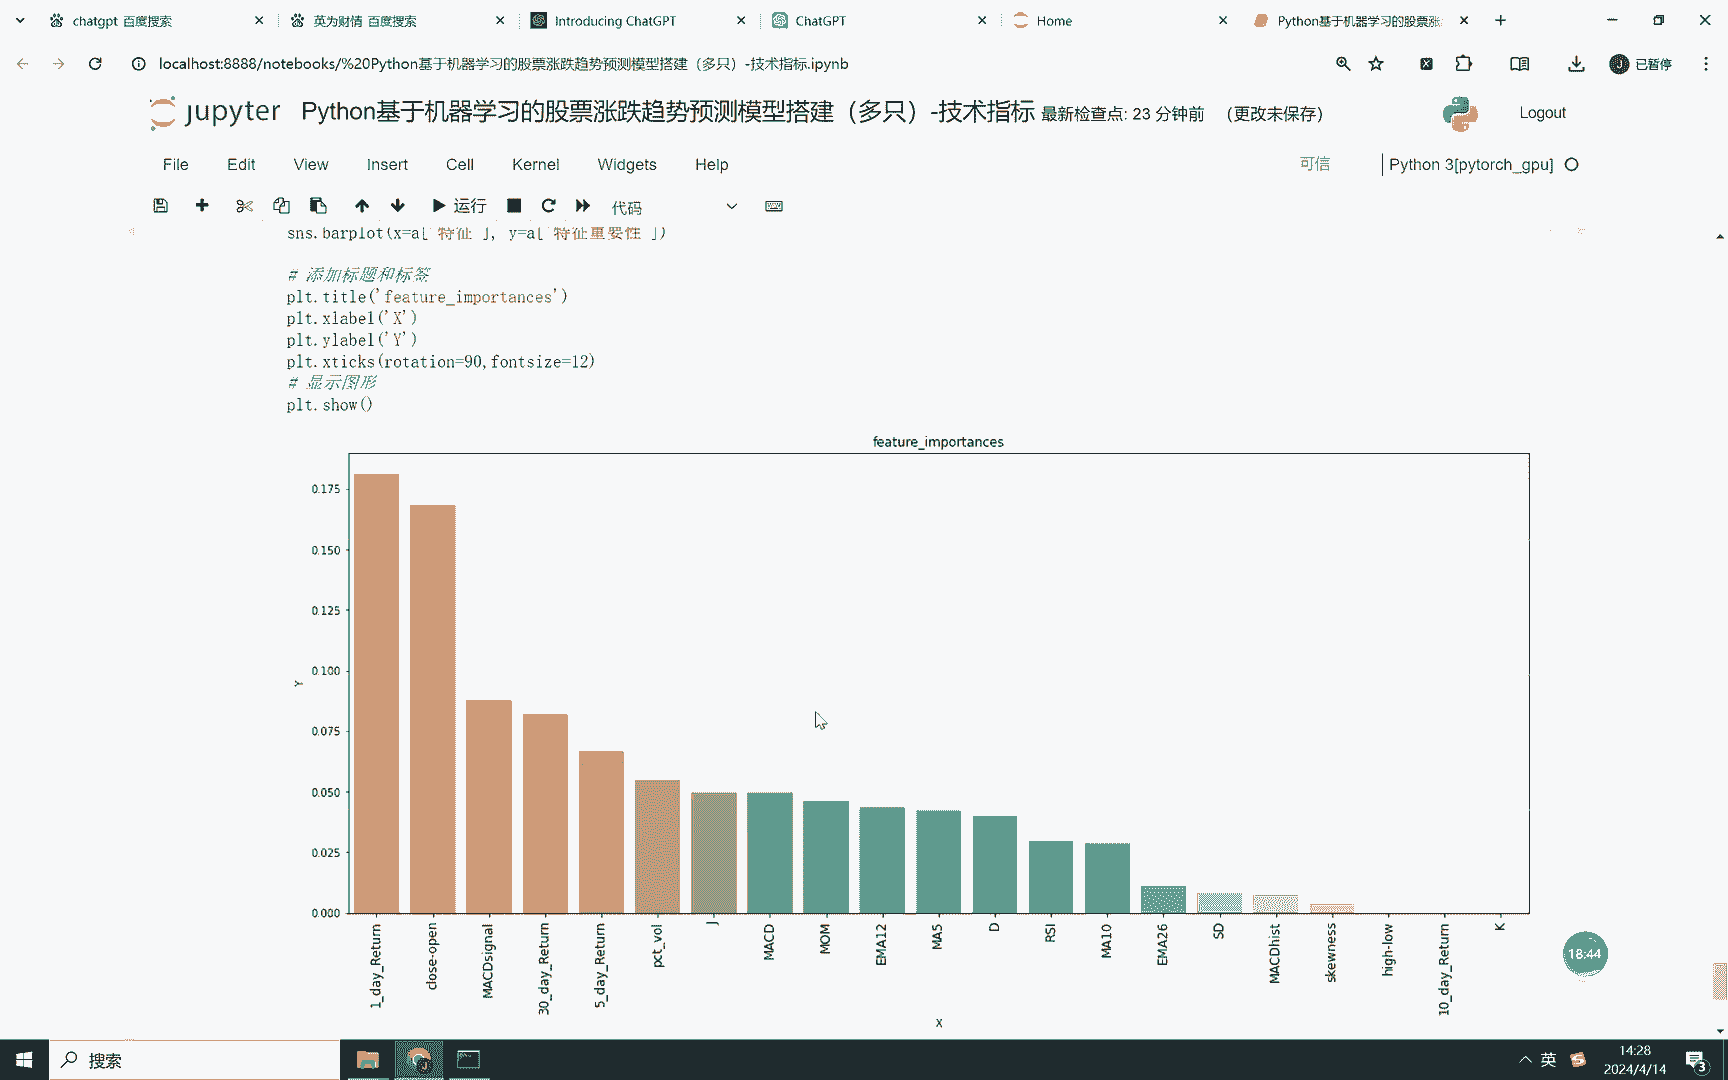 chatgpt 百度搜索
英为财情 百度搜索
Introducing ChatGPT
ChatGPT
Home
Python基于机器学习的股票涨
localhost:8888/notebooks/%20Python基于机器学习的股票涨跌趋势预测模型搭建（多只）-技术指标.ipynb
J 已暂停
jupyter Python基于机器学习的股票涨跌趋势预测模型搭建（多只）-技术指标 最新检查点: 23 分钟前 (更改未保存)
Logout
File Edit View Insert Cell Kernel Widgets Help
可信
Python 3[pytorch_gpu]
运行
代码
sns.barplot(x=a['特征'], y=a['特征重要性'])
# 添加标题和标签
plt.title('feature_importances')
plt.xlabel('X')
plt.ylabel('Y')
plt.xticks(rotation=90,fontsize=12)
# 显示图形
plt.show()
feature_importances
0.175
0.150
0.125
0.100
Y
0.075
0.050
0.025
0.000
1_day_Return
close-open
MACDsignal
30_day_Return
5_day_Return
pct_vol
J
MACD
MOM
EMA12
MA5
D
RSI
MA10
EMA26
SD
MACDhist
skewness
high-low
10_day_Return
K
X
18:44
搜索
英
14:28
2024/4/14
3